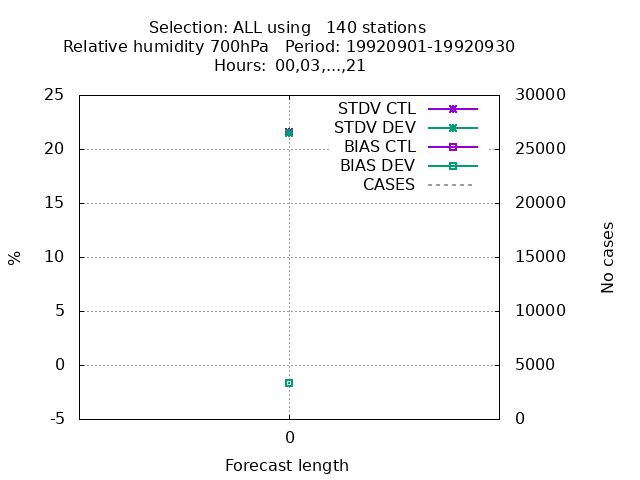 Selection: ALL using   140 stations
Relative humidity 700hPa   Period: 19920901-19920930
Hours: 00,03,...,21
25
20
15
10
5
0
-5
%
30000
25000
20000
15000
10000
5000
0
No cases
STDV CTL
STDV DEV
BIAS CTL
BIAS DEV
CASES
0
Forecast length